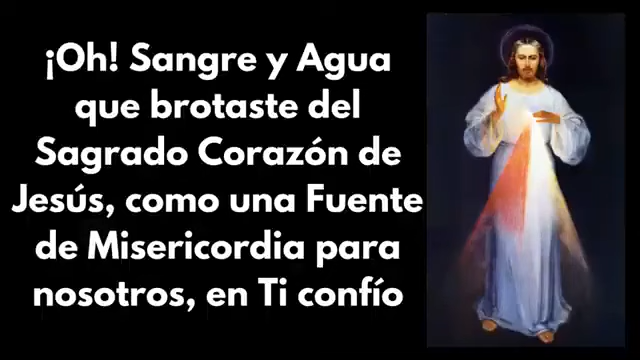 ¡Oh! Sangre y Agua
que brotaste del
Sagrado Corazón de
Jesús, como una Fuente
de Misericordia para
nosotros, en Ti confío